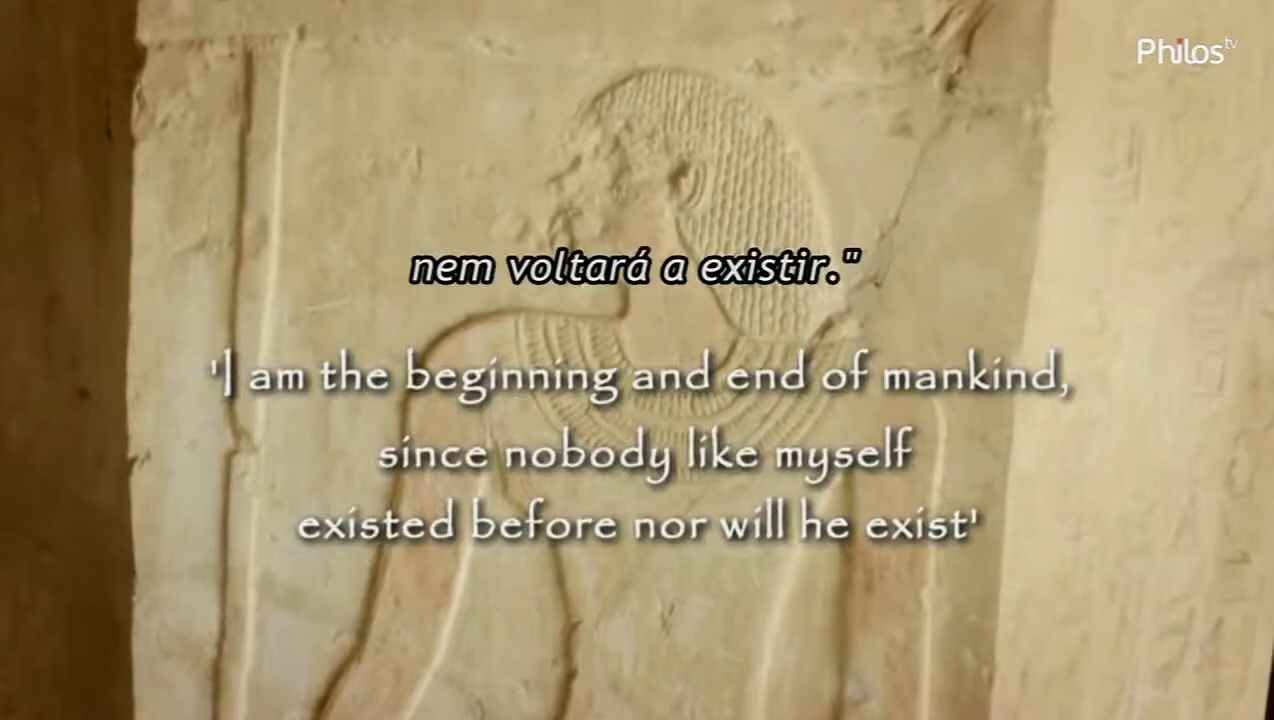 Philos tv
nem voltará a existir."
'I am the beginning and end of mankind,
since nobody like myself
existed before nor will he exist'